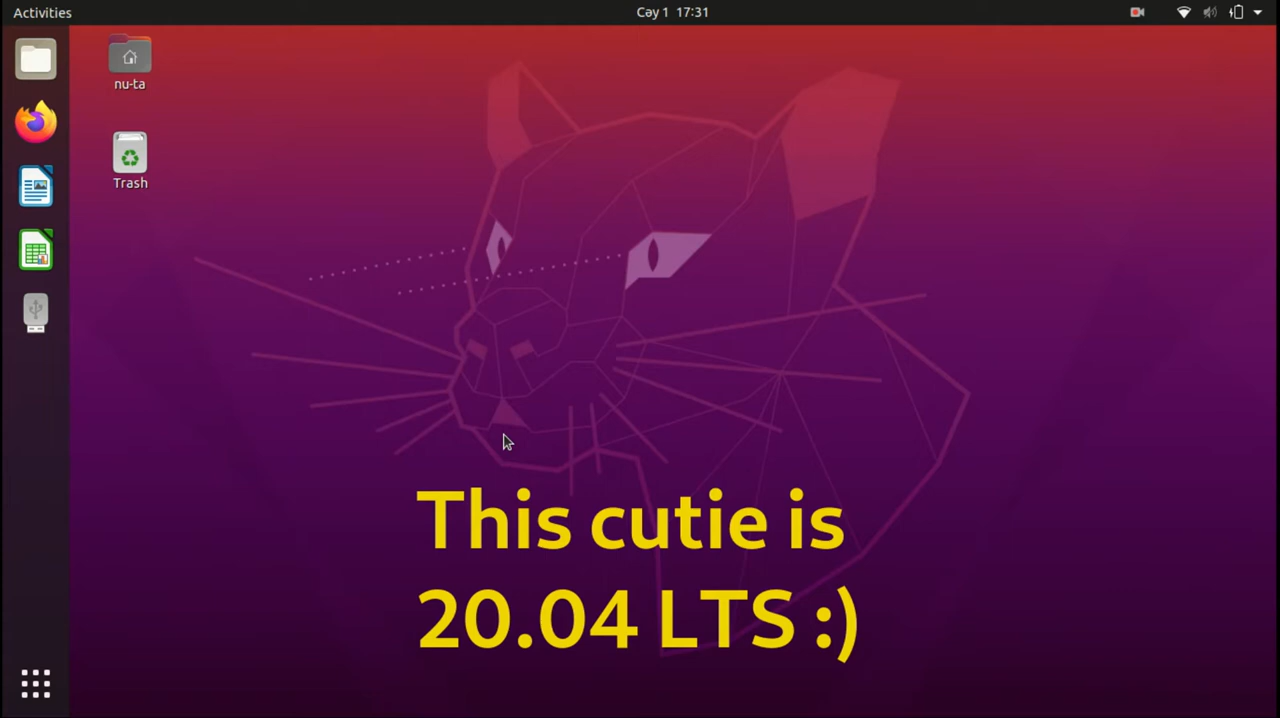 Activities
Cəy 1 17:31
nu-ta
Trash
This cutie is
20.04 LTS :)